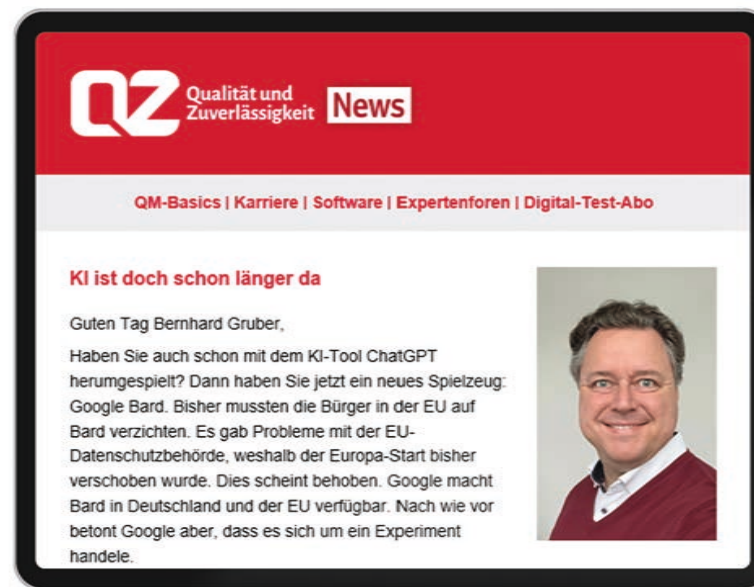 QZ
Qualität und
Zuverlässigkeit
News
QM-Basics | Karriere | Software | Expertenforen | Digital-Test-Abo
KI ist doch schon länger da
Guten Tag Bernhard Gruber,
Haben Sie auch schon mit dem KI-Tool ChatGPT
herumgespielt? Dann haben Sie jetzt ein neues Spielzeug:
Google Bard. Bisher mussten die Bürger in der EU auf
Bard verzichten. Es gab Probleme mit der EU-
Datenschutzbehörde, weshalb der Europa-Start bisher
verschoben wurde. Dies scheint behoben. Google macht
Bard in Deutschland und der EU verfügbar. Nach wie vor
betont Google aber, dass es sich um ein Experiment
handele.